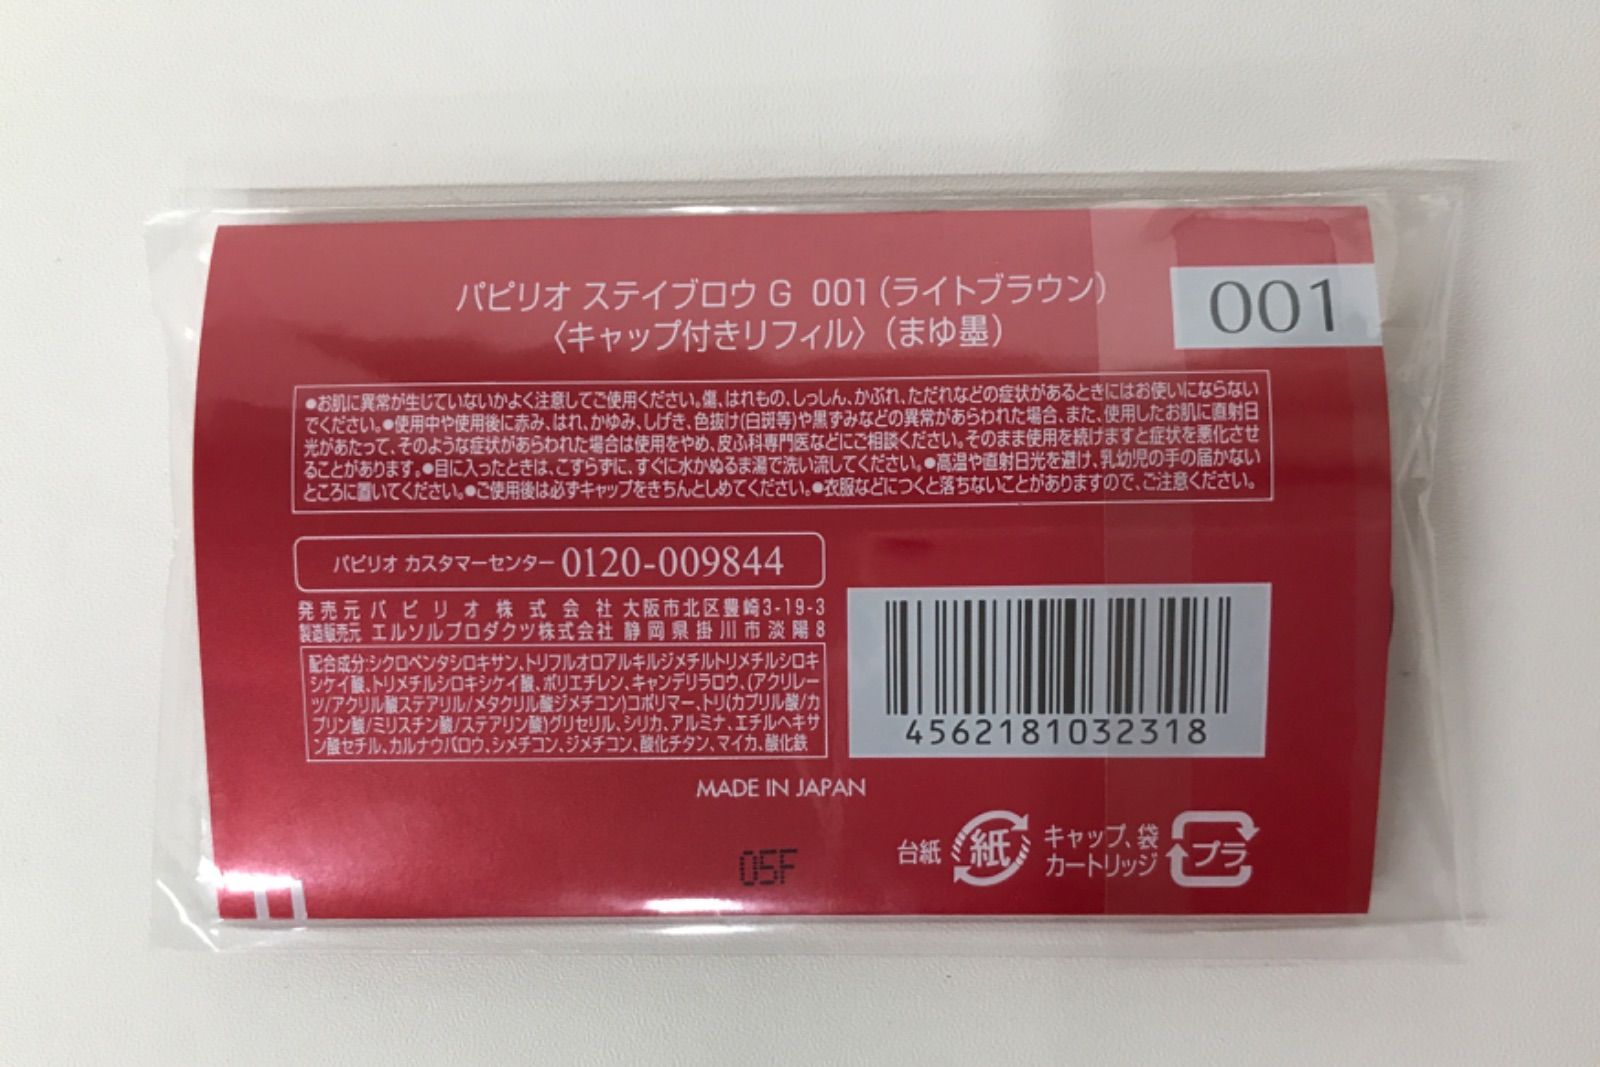 パピリオ ステイブロウ G 001(ライトブラウン)
〈キャップ付きリフィル〉(まゆ墨)
001
●お肌に異常が生じていないかよく注意してご使用ください。傷、はれもの、しっしん、かぶれ、ただれなどの症状があるときにはお使いにならない
でください。●使用中や使用後に赤み、はれ、かゆみ、しげき、色抜け(白斑等)や黒ずみなどの異常があらわれた場合、また、使用したお肌に直射日
光があたって、そのような症状があらわれた場合は使用をやめ、皮ふ科専門医などにご相談ください。そのまま使用を続けますと症状を悪化させ
ることがあります。●目に入ったときは、こすらずに、すぐに水かぬるま湯で洗い流してください。●高温や直射日光を避け、乳幼児の手の届かない
ところに置いてください。●ご使用後は必ずキャップをきちんとしめてください。●衣服などにつくと落ちないことがありますので、ご注意ください。
パピリオ カスタマーセンター 0120-009844
発売元 パピリオ株式会社 大阪市北区豊崎3-19-3
製造販売元 エルソルプロダクツ株式会社 静岡県掛川市淡陽8
配合成分:シクロペンタシロキサン、トリフルオロアルキルジメチルトリメチルシロキ
シケイ酸、トリメチルシロキシケイ酸、ポリエチレン、キャンデリラロウ、(アクリレー
ツ/アクリル酸ステアリル/メタクリル酸ジメチコン)コポリマー、トリ(カプリル酸/カ
プリン酸/ミリスチン酸/ステアリン酸)グリセリル、シリカ、アルミナ、エチルヘキサ
ン酸セチル、カルナウバロウ、シメチコン、ジメチコン、酸化チタン、マイカ、酸化鉄
4562181032318
MADE IN JAPAN
台紙 紙 キャップ、袋
カートリッジ プラ
05F